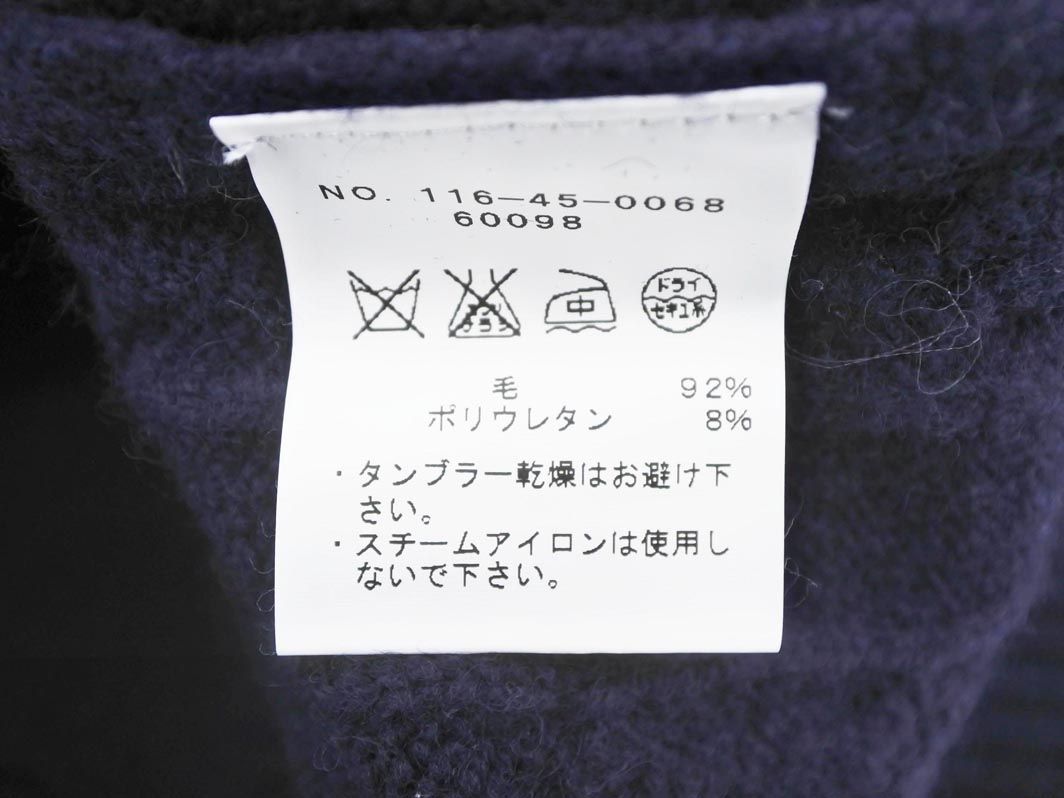 NO. 116-45-0068
60098
中
ドライ
セキユ系
毛 92%
ポリウレタン 8%
・タンブラー乾燥はお避け下
さい。
・スチームアイロンは使用し
ないで下さい。